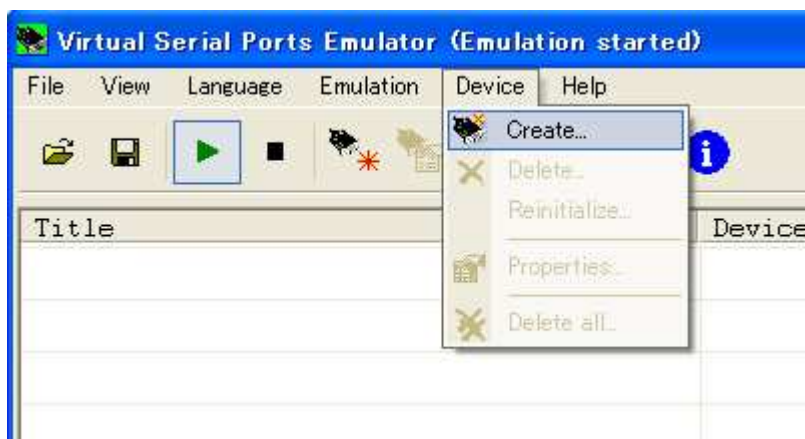 Virtual Serial Ports Emulator (Emulation started)
File View Language Emulation Device Help
Create...
Delete...
Reinitialize...
Title Device
Properties...
Delete all...